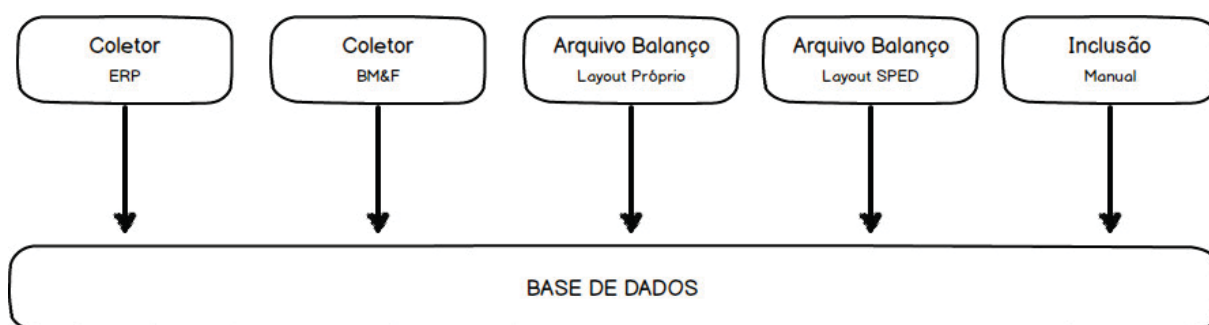 Coletor
ERP
Coletor
BM&F
Arquivo Balanço
Layout Próprio
Arquivo Balanço
Layout SPED
Inclusão
Manual
BASE DE DADOS